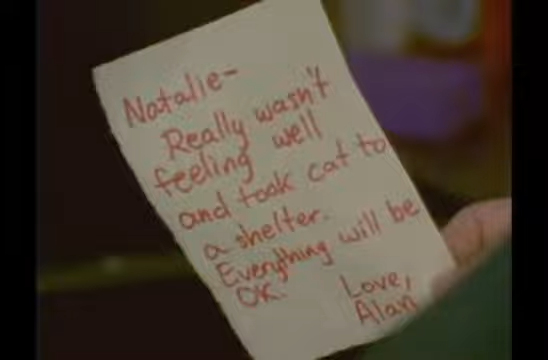 Natalie-
Really wasn't
feeling well
and took cat to
a shelter.
Everything will be
OK.
Love,
Alan